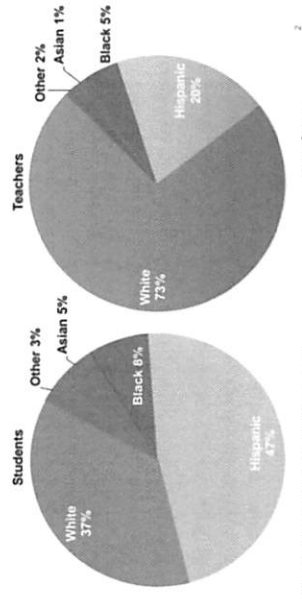 Students
Other 3%
Asian 5%
White
37%
Black 8%
Hispanic
47%
Teachers
Other 2%
Asian 1%
Black 5%
Hispanic
20%
White
73%
2